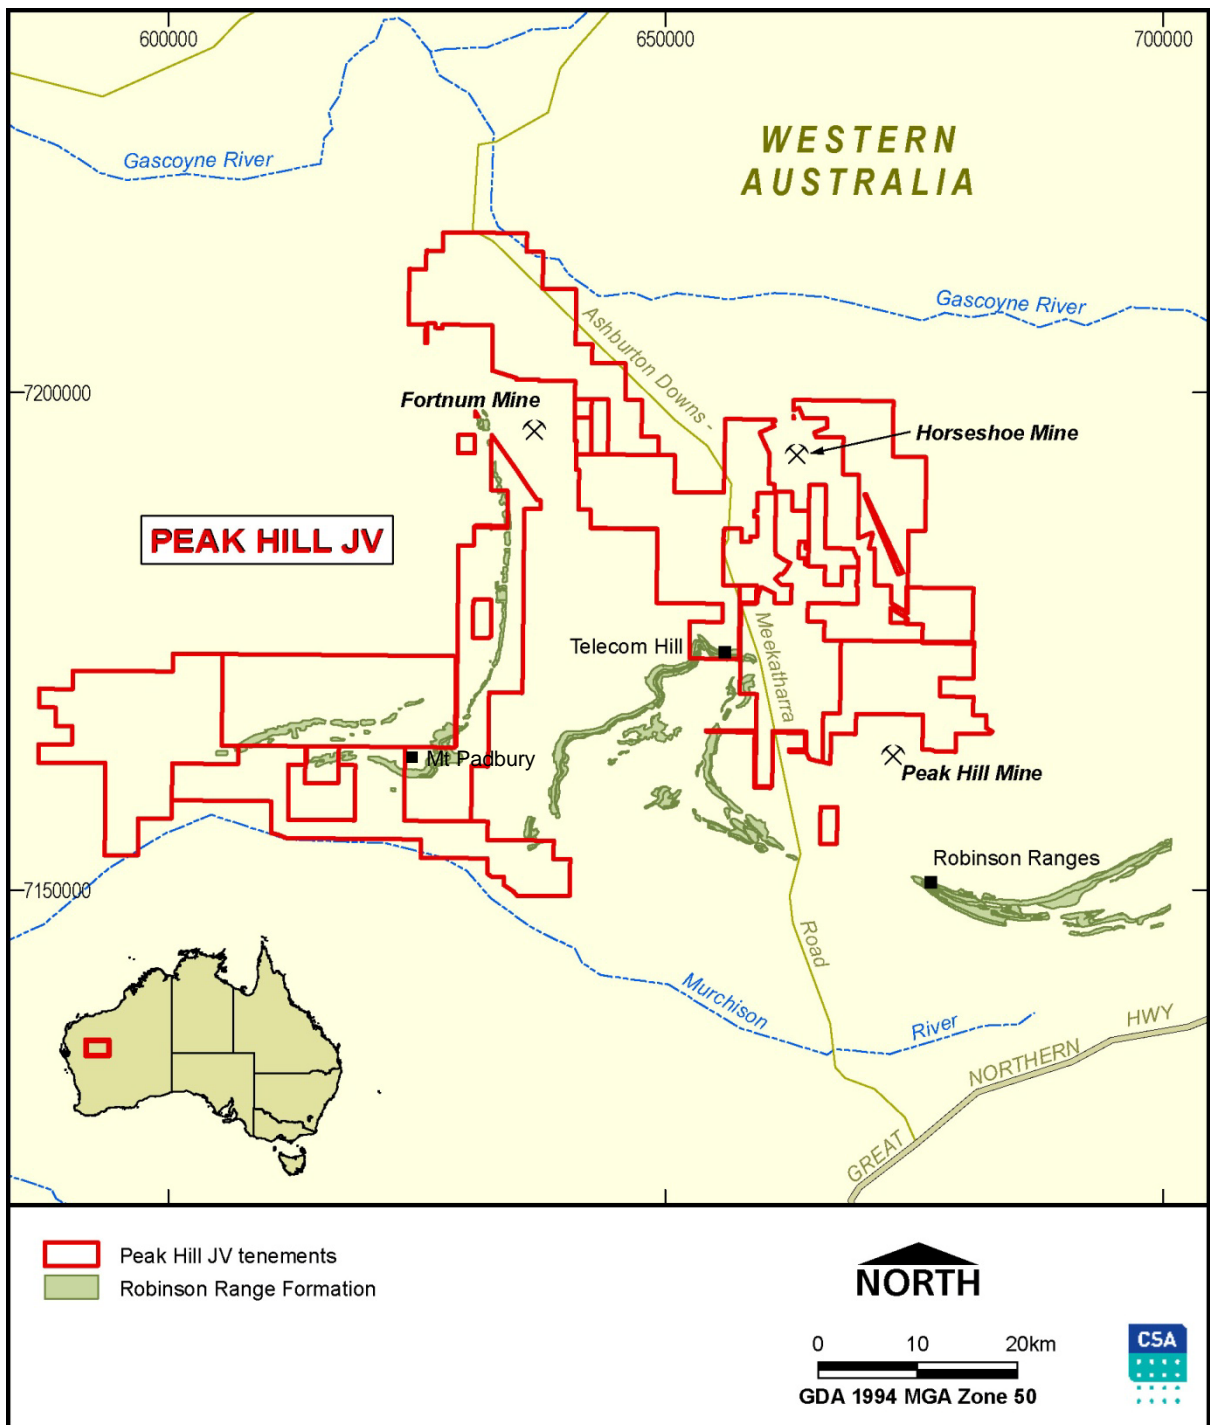 600000
650000
700000
Gascoyne River
WESTERN
AUSTRALIA
Gascoyne River
Ashburton Downs -
7200000
Fortnum Mine
Horseshoe Mine
PEAK HILL JV
Telecom Hill
Meekatharra
Mt Padbury
Peak Hill Mine
Robinson Ranges
7150000
Road
Murchison
River
GREAT
NORTHERN
HWY
Peak Hill JV tenements
Robinson Range Formation
NORTH
0 10 20km
GDA 1994 MGA Zone 50
CSA